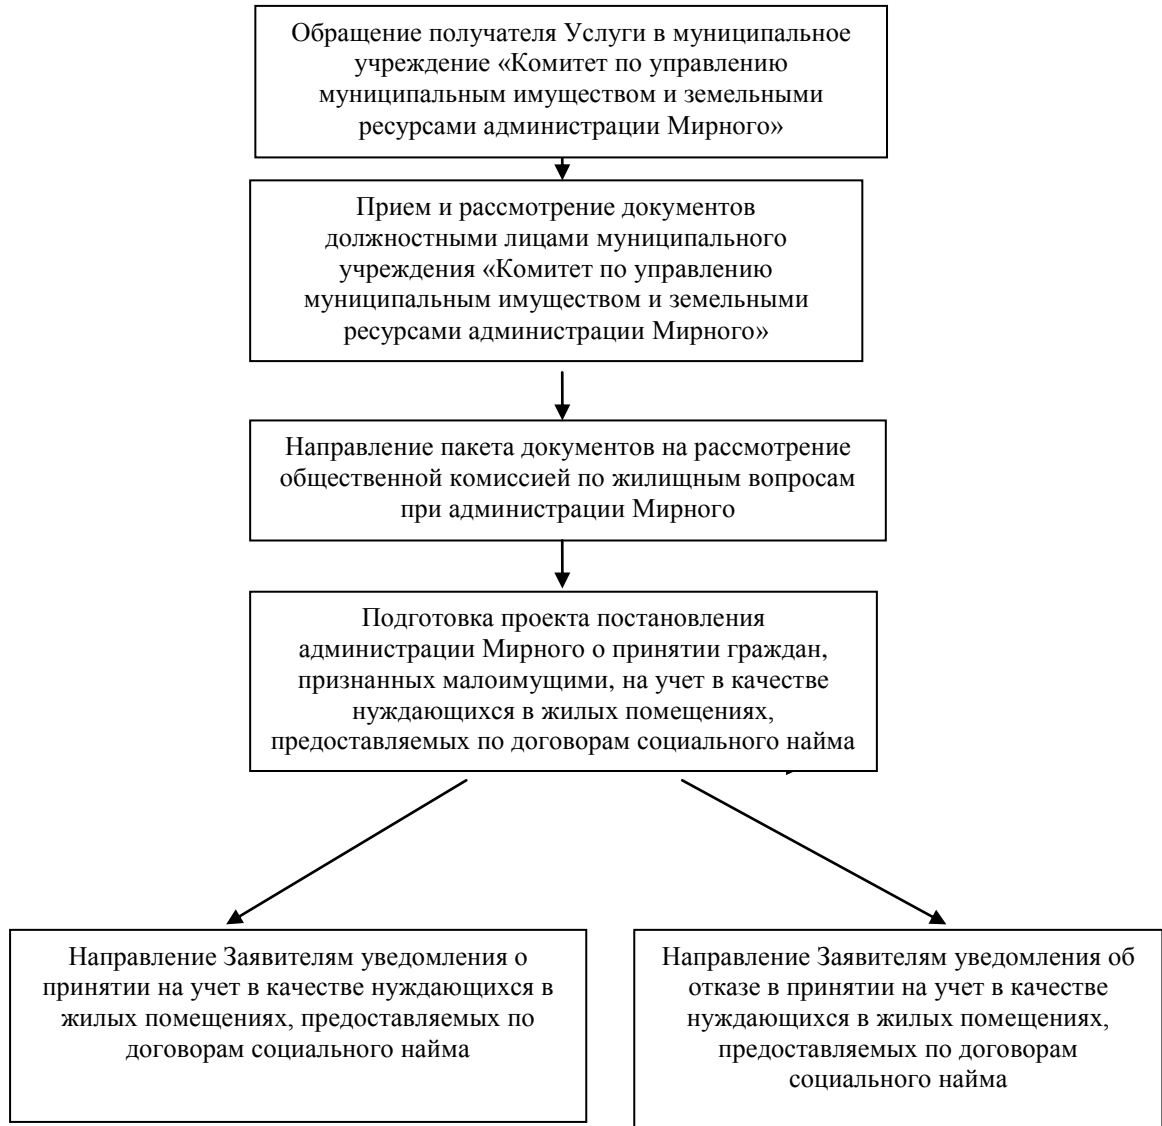 Обращение получателя Услуги в муниципальное
учреждение «Комитет по управлению
муниципальным имуществом и земельными
ресурсами администрации Мирного»
Прием и рассмотрение документов
должностными лицами муниципального
учреждения «Комитет по управлению
муниципальным имуществом и земельными
ресурсами администрации Мирного»
Направление пакета документов на рассмотрение
общественной комиссией по жилищным вопросам
при администрации Мирного
Подготовка проекта постановления
администрации Мирного о принятии граждан,
признанных малоимущими, на учет в качестве
нуждающихся в жилых помещениях,
предоставляемых по договорам социального найма
Направление Заявителям уведомления о
принятии на учет в качестве нуждающихся в
жилых помещениях, предоставляемых по
договорам социального найма
Направление Заявителям уведомления об
отказе в принятии на учет в качестве
нуждающихся в жилых помещениях,
предоставляемых по договорам
социального найма